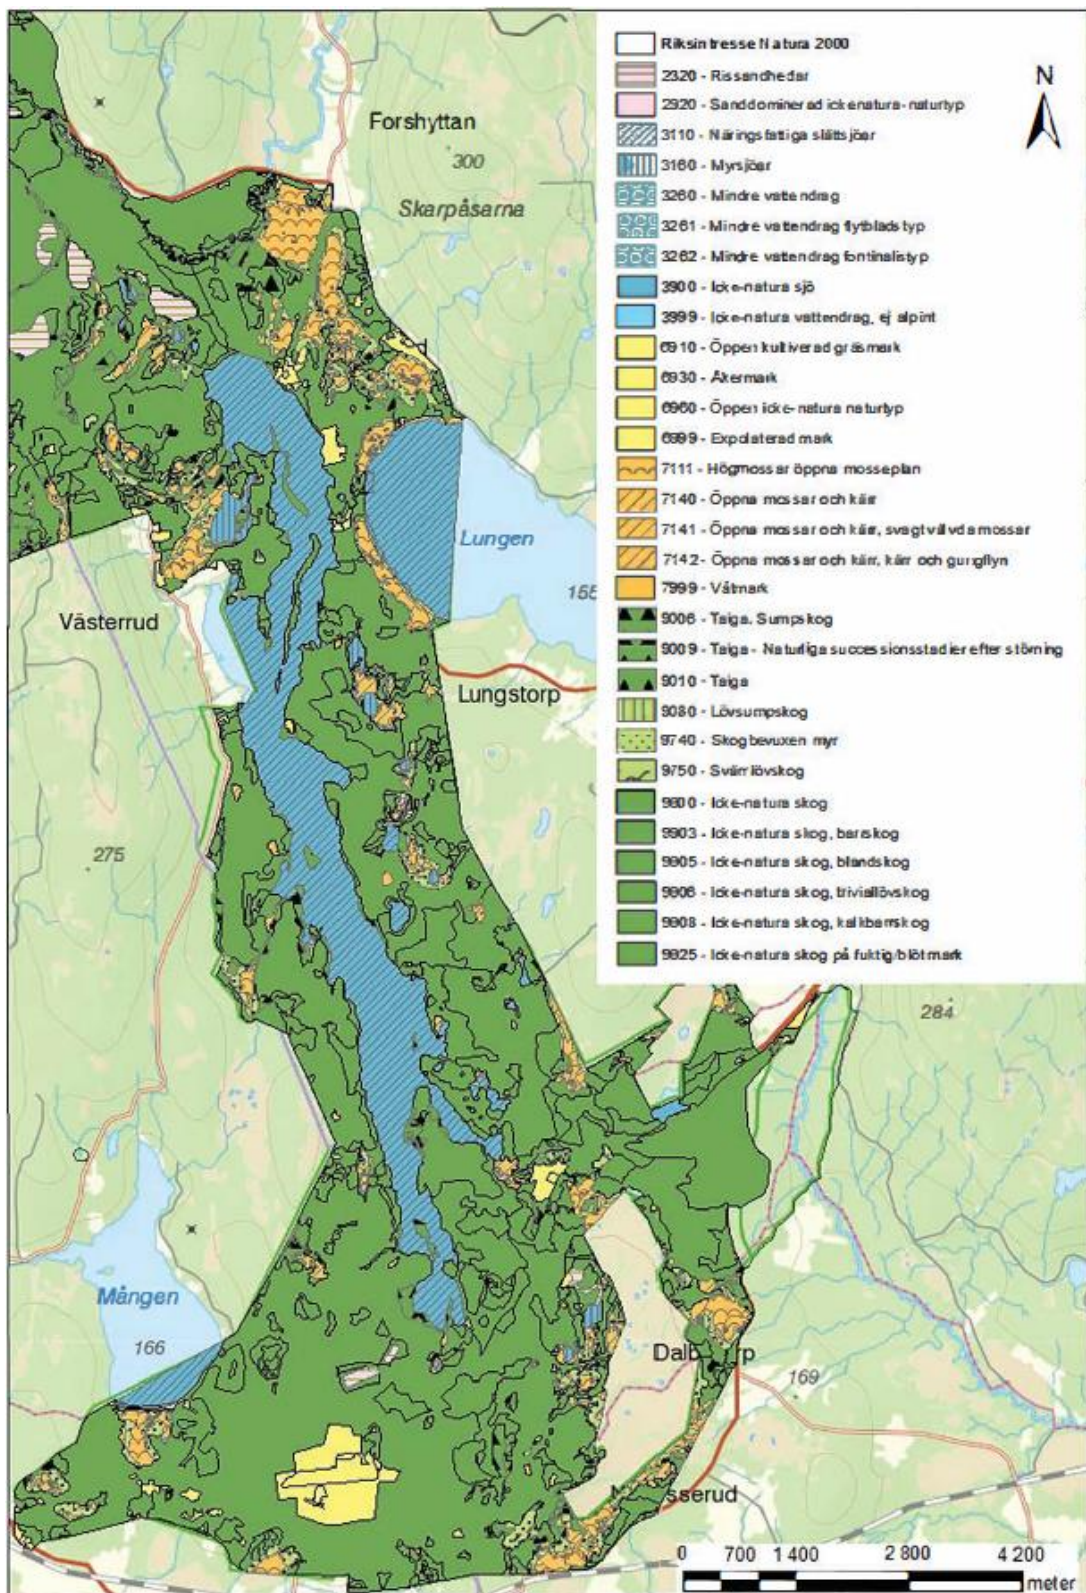 Riksintresse Natura 2000
2320 - Rissandhedar
2920 - Sanddominerad ickenatura-naturtyp
3110 - Näringsfattiga slättsjöar
3160 - Myrsjöar
3260 - Mindre vattendrag
3261 - Mindre vattendrag flytbladstyp
3262 - Mindre vattendrag fontinalistyp
3900 - Icke-natura sjö
3999 - Icke-natura vattendrag, ej alpint
6910 - Öppen kultiverad gräsmark
6930 - Åkermark
6960 - Öppen icke-natura naturtyp
6999 - Expolaterad mark
7111 - Högmossar öppna mosseplan
7140 - Öppna mossar och kärr
7141 - Öppna mossar och kärr, svagt välvda mossar
7142 - Öppna mossar och kärr, kärr och gungflyn
7999 - Våtmark
9006 - Taiga. Sumpskog
9009 - Taiga - Naturliga successionsstadier efter störning
9010 - Taiga
9080 - Lövsumpskog
9740 - Skogbevuxen myr
9750 - Svämlövskog
9900 - Icke-natura skog
9903 - Icke-natura skog, barrskog
9905 - Icke-natura skog, blandskog
9906 - Icke-natura skog, triviallövskog
9908 - Icke-natura skog, kalkbarrskog
9925 - Icke-natura skog på fuktig/blöt mark
N
Forshyttan
300
Skarpåsarna
Lungen
155
Västerrud
Lungstorp
275
284
Mången
166
169
0 700 1 400 2 800 4 200
meter